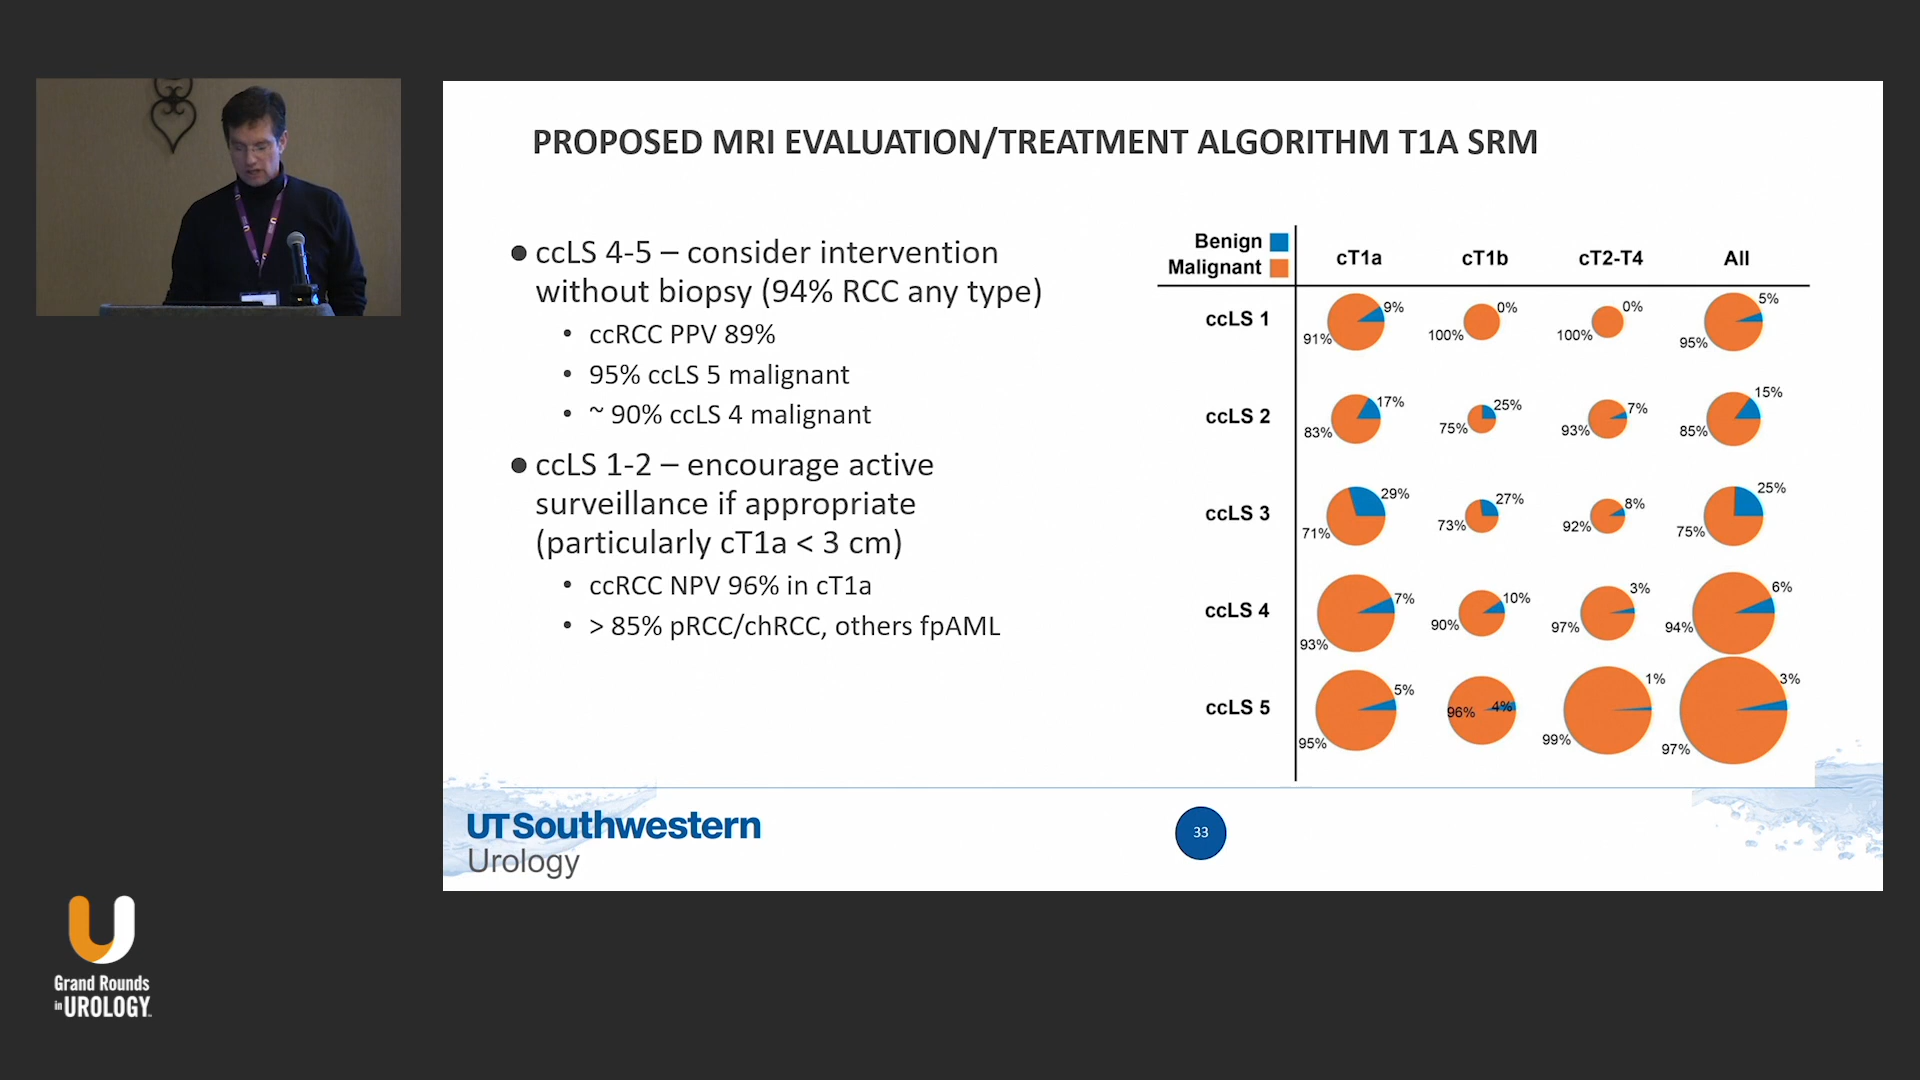 PROPOSED MRI EVALUATION/TREATMENT ALGORITHM T1A SRM
● ccLS 4-5 – consider intervention
without biopsy (94% RCC any type)
• ccRCC PPV 89%
• 95% ccLS 5 malignant
• ~ 90% ccLS 4 malignant
● ccLS 1-2 – encourage active
surveillance if appropriate
(particularly cT1a < 3 cm)
• ccRCC NPV 96% in cT1a
• > 85% pRCC/chRCC, others fpAML
Benign
Malignant
cT1a cT1b cT2-T4 All
ccLS 1
9% 91% 0% 100% 0% 100% 5% 95%
ccLS 2
17% 83% 25% 75% 7% 93% 15% 85%
ccLS 3
29% 71% 27% 73% 8% 92% 25% 75%
ccLS 4
7% 93% 10% 90% 3% 97% 6% 94%
ccLS 5
5% 95% 4% 96% 1% 99% 3% 97%
UT Southwestern
Urology
33
Grand Rounds
in UROLOGY